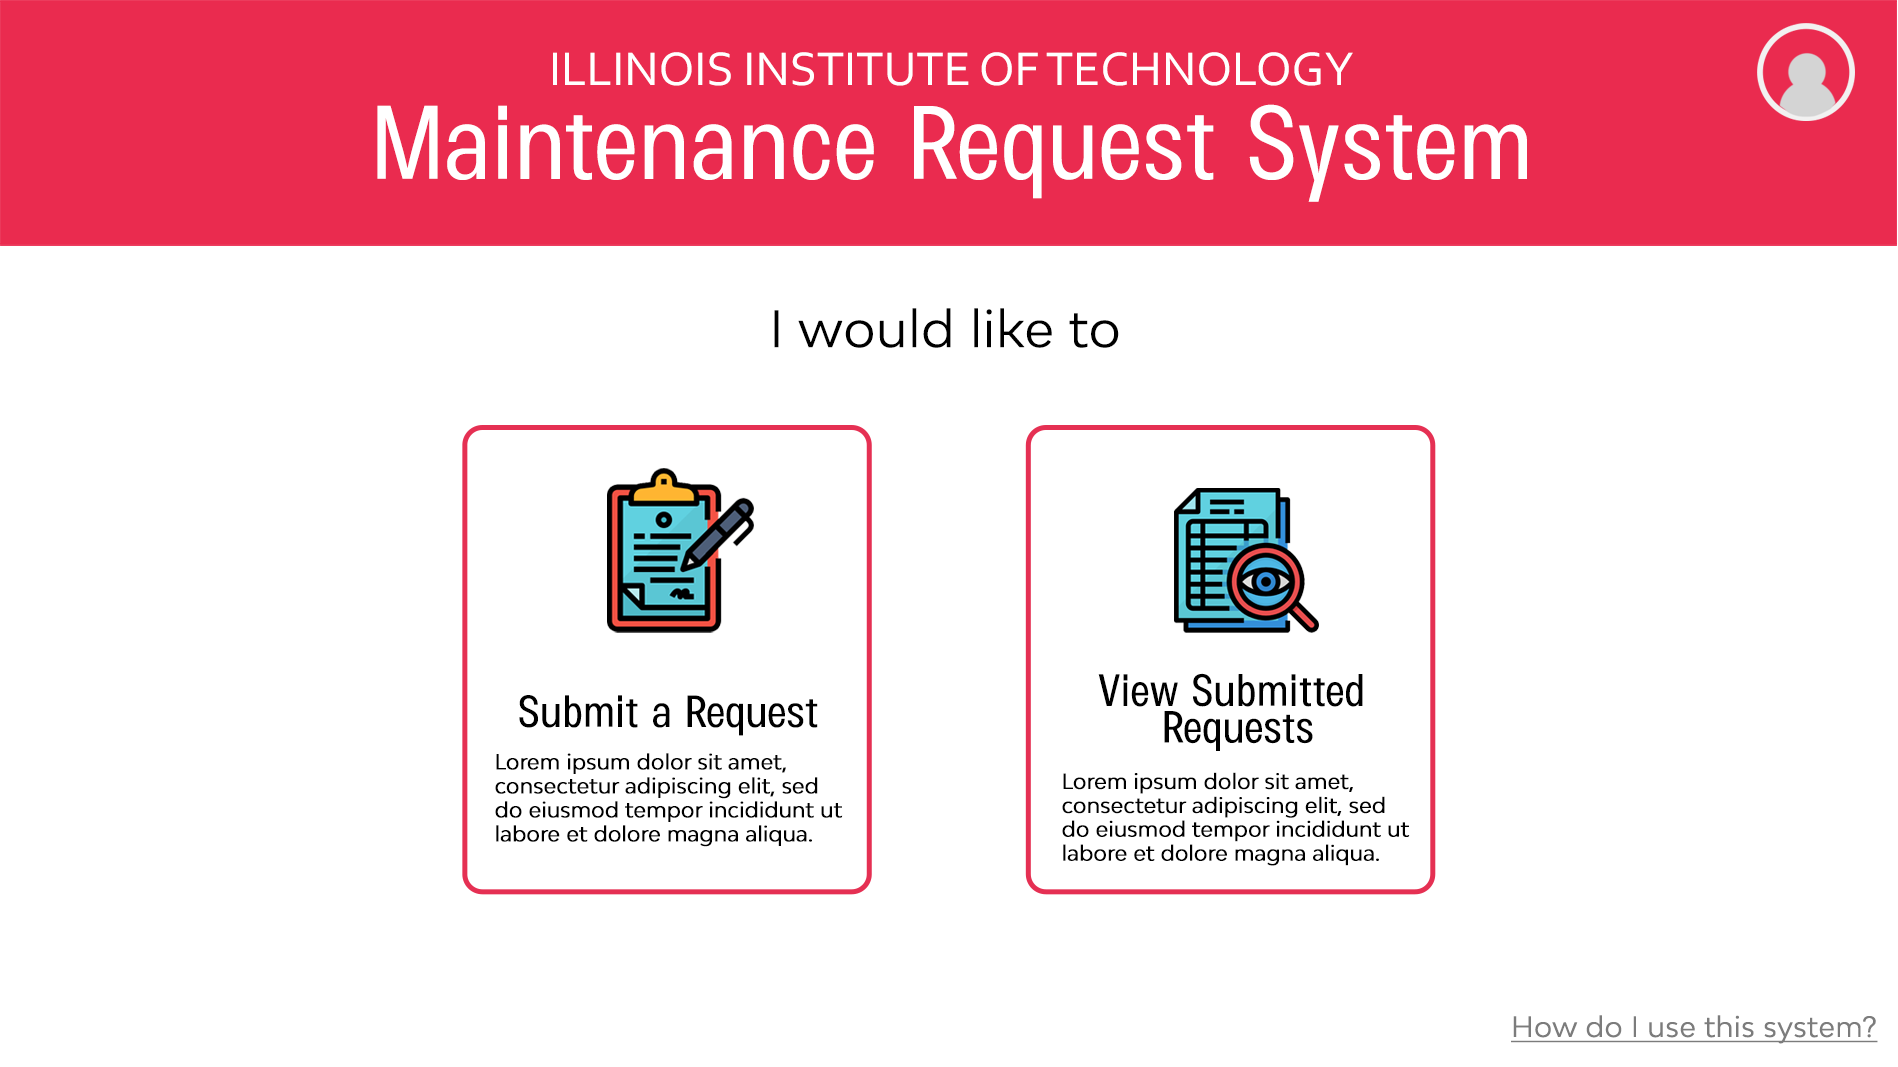 ILLINOIS INSTITUTE OF TECHNOLOGY
Maintenance Request System
I would like to
Submit a Request
Lorem ipsum dolor sit amet,
consectetur adipiscing elit, sed
do eiusmod tempor incididunt ut
labore et dolore magna aliqua.
View Submitted
Requests
Lorem ipsum dolor sit amet,
consectetur adipiscing elit, sed
do eiusmod tempor incididunt ut
labore et dolore magna aliqua.
How do I use this system?